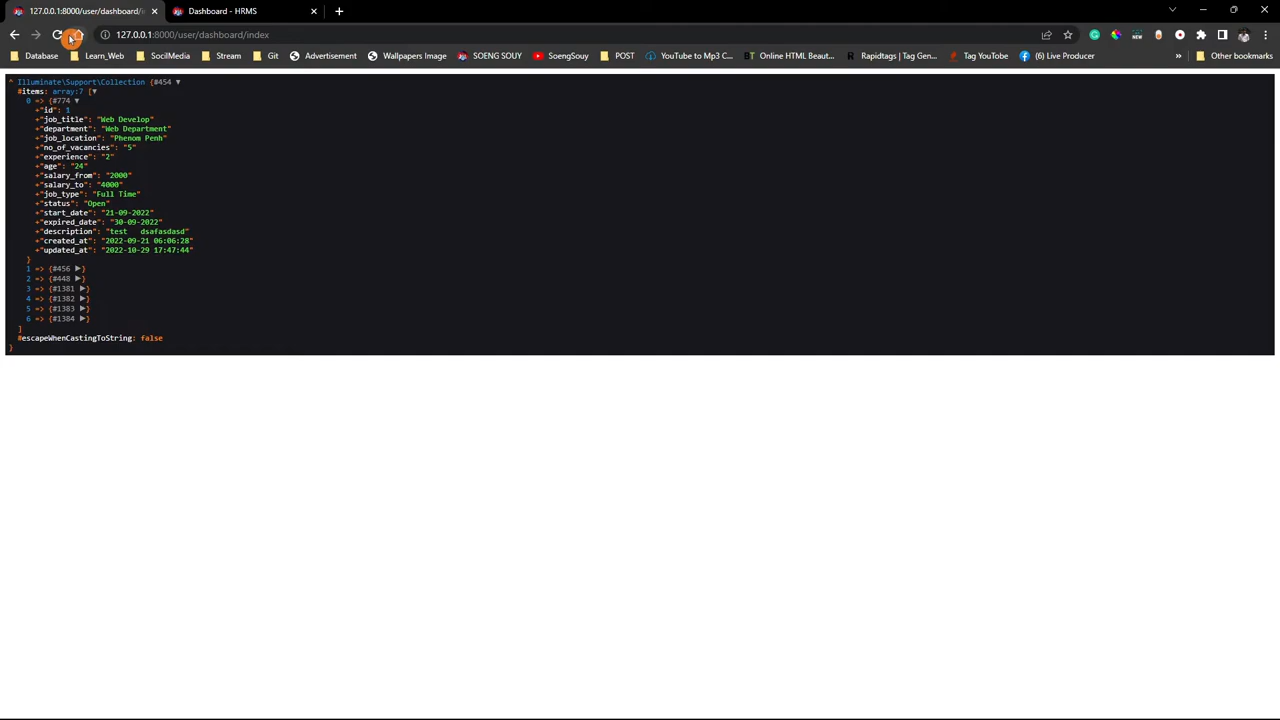 127.0.0.1:8000/user/dashboard/i
Dashboard - HRMS
127.0.0.1:8000/user/dashboard/index
Database
Learn_Web
SocilMedia
Stream
Git
Advertisement
Wallpapers Image
SOENG SOUY
SoengSouy
POST
YouTube to Mp3 C...
BT
Online HTML Beaut...
R
Rapidtags | Tag Gen...
Tag YouTube
(6) Live Producer
»
Other bookmarks
^ Illuminate\Support\Collection {#454 ▼
#items: array:7 [▼
0 => {#774 ▼
+"id": 1
+"job_title": "Web Develop"
+"department": "Web Department"
+"job_location": "Phenom Penh"
+"no_of_vacancies": "5"
+"experience": "2"
+"age": "24"
+"salary_from": "2000"
+"salary_to": "4000"
+"job_type": "Full Time"
+"status": "Open"
+"start_date": "21-09-2022"
+"expired_date": "30-09-2022"
+"description": "test   dsafasdasd"
+"created_at": "2022-09-21 06:06:28"
+"updated_at": "2022-10-29 17:47:44"
}
1 => {#456 ▶}
2 => {#448 ▶}
3 => {#1381 ▶}
4 => {#1382 ▶}
5 => {#1383 ▶}
6 => {#1384 ▶}
]
#escapeWhenCastingToString: false
}